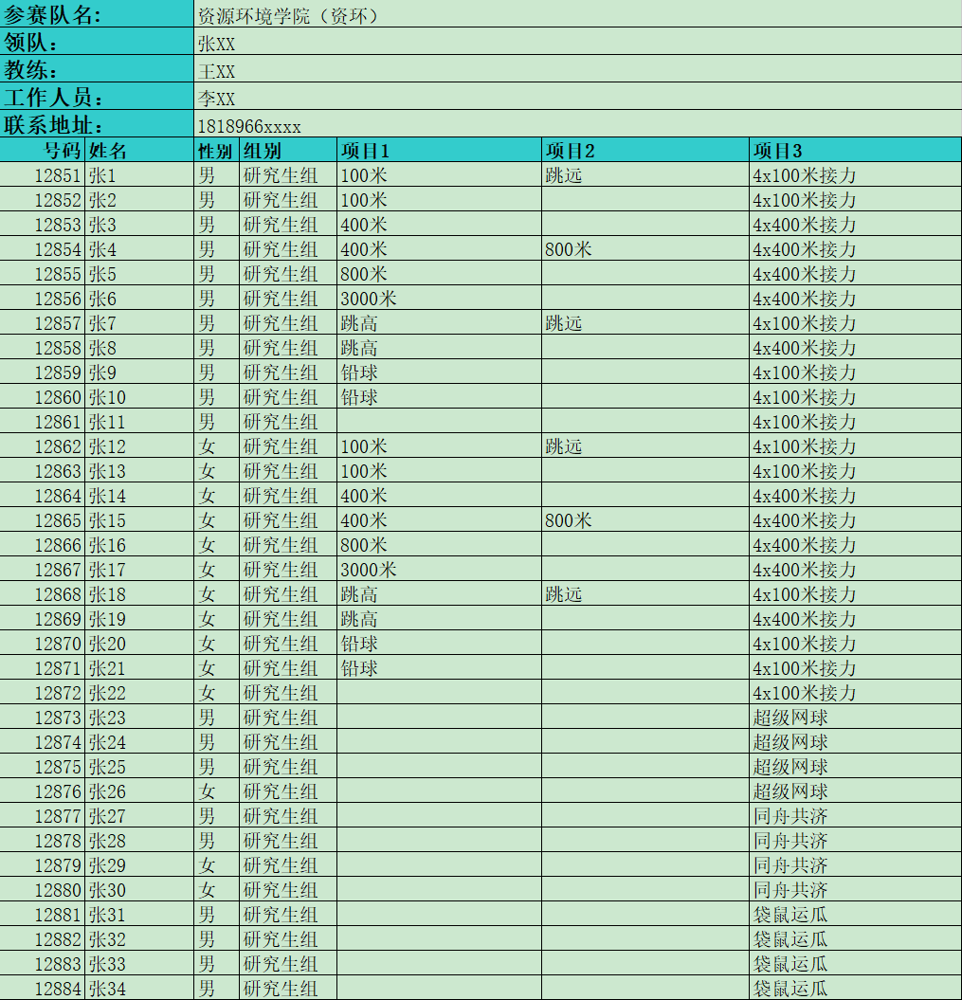 参赛队名: 资源环境学院（资环）
领队: 张XX
教练: 王XX
工作人员: 李XX
联系地址: 1818966xxxx
号码 姓名 性别 组别 项目1 项目2 项目3
12851 张1 男 研究生组 100米 跳远 4x100米接力
12852 张2 男 研究生组 100米 4x100米接力
12853 张3 男 研究生组 400米 4x400米接力
12854 张4 男 研究生组 400米 800米 4x400米接力
12855 张5 男 研究生组 800米 4x400米接力
12856 张6 男 研究生组 3000米 4x400米接力
12857 张7 男 研究生组 跳高 跳远 4x100米接力
12858 张8 男 研究生组 跳高 4x400米接力
12859 张9 男 研究生组 铅球 4x100米接力
12860 张10 男 研究生组 铅球 4x100米接力
12861 张11 男 研究生组 4x100米接力
12862 张12 女 研究生组 100米 跳远 4x100米接力
12863 张13 女 研究生组 100米 4x100米接力
12864 张14 女 研究生组 400米 4x400米接力
12865 张15 女 研究生组 400米 800米 4x400米接力
12866 张16 女 研究生组 800米 4x400米接力
12867 张17 女 研究生组 3000米 4x400米接力
12868 张18 女 研究生组 跳高 跳远 4x100米接力
12869 张19 女 研究生组 跳高 4x400米接力
12870 张20 女 研究生组 铅球 4x100米接力
12871 张21 女 研究生组 铅球 4x100米接力
12872 张22 女 研究生组 4x100米接力
12873 张23 男 研究生组 超级网球
12874 张24 男 研究生组 超级网球
12875 张25 男 研究生组 超级网球
12876 张26 女 研究生组 超级网球
12877 张27 男 研究生组 同舟共济
12878 张28 男 研究生组 同舟共济
12879 张29 女 研究生组 同舟共济
12880 张30 女 研究生组 同舟共济
12881 张31 男 研究生组 袋鼠运瓜
12882 张32 男 研究生组 袋鼠运瓜
12883 张33 男 研究生组 袋鼠运瓜
12884 张34 男 研究生组 袋鼠运瓜